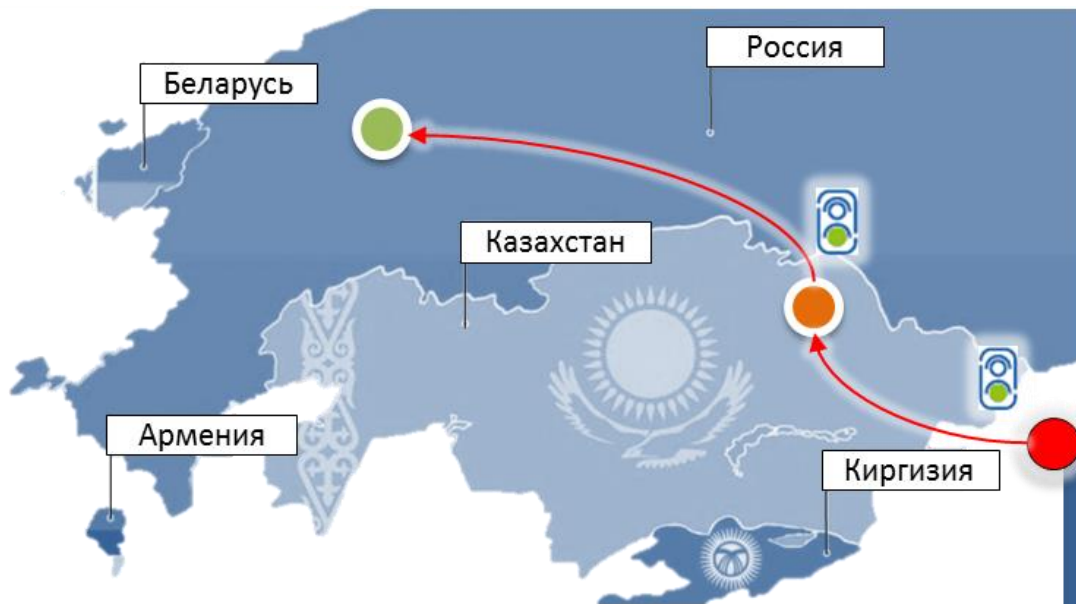 Россия
Беларусь
Казахстан
Армения
Киргизия